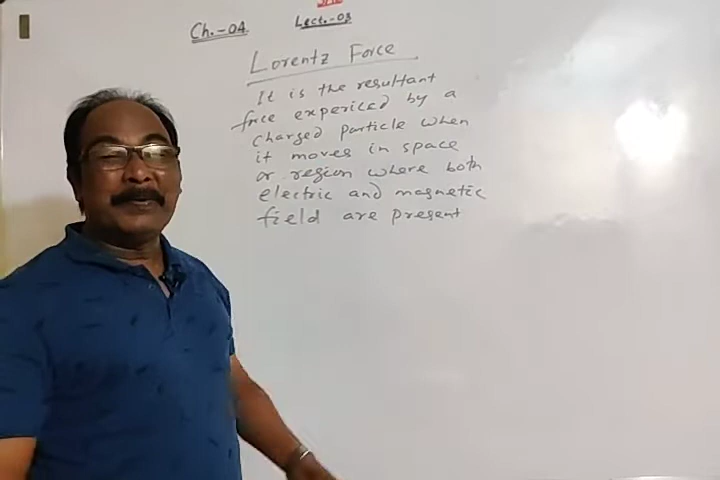 Ch.-04
Lect.-03
Lorentz Force
It is the resultant
force expericed by a
charged particle when
it moves in space
or region where both
electric and magnetic
field are present